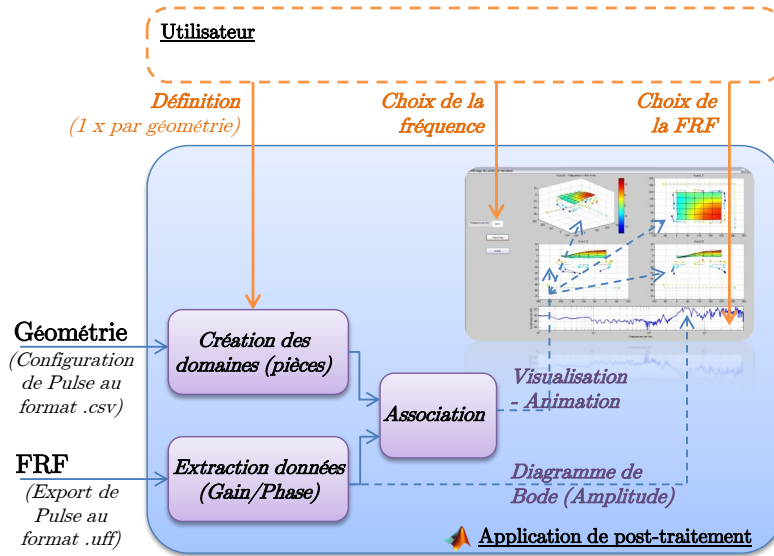 Utilisateur
Définition
(1 x par géométrie)
Choix de la
fréquence
Choix de
la FRF
Géométrie
(Configuration
de Pulse au
format .csv)
Création des
domaines (pièces)
Association
Visualisation
- Animation
FRF
(Export de
Pulse au
format .uff)
Extraction données
(Gain/Phase)
Diagramme de
Bode (Amplitude)
Application de post-traitement